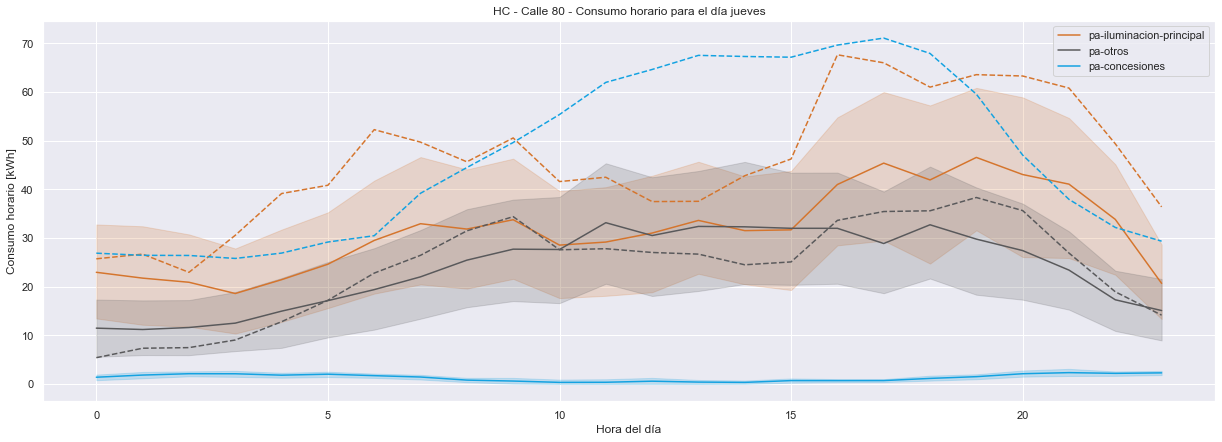 HC - Calle 80 - Consumo horario para el día jueves
pa-iluminacion-principal
pa-otros
pa-concesiones
Consumo horario [kWh]
70
60
50
40
30
20
10
0
0 5 10 15 20
Hora del día